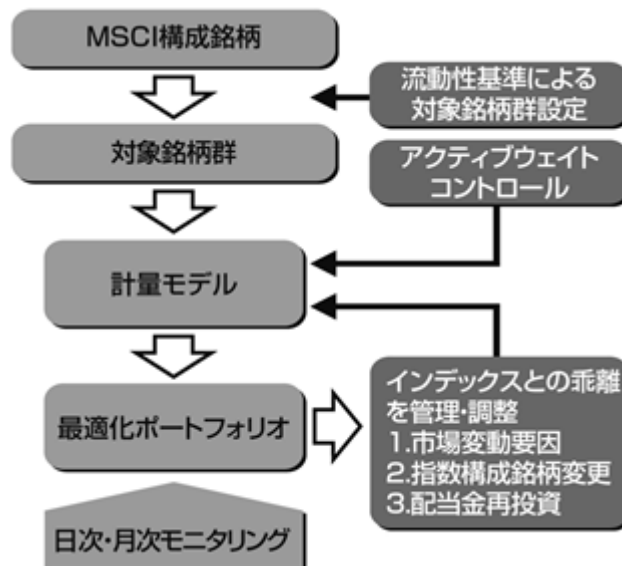 MSCI構成銘柄
流動性基準による
対象銘柄群設定
対象銘柄群
アクティブウェイト
コントロール
計量モデル
最適化ポートフォリオ
インデックスとの乖離
を管理・調整
1.市場変動要因
2.指数構成銘柄変更
3.配当金再投資
日次・月次モニタリング